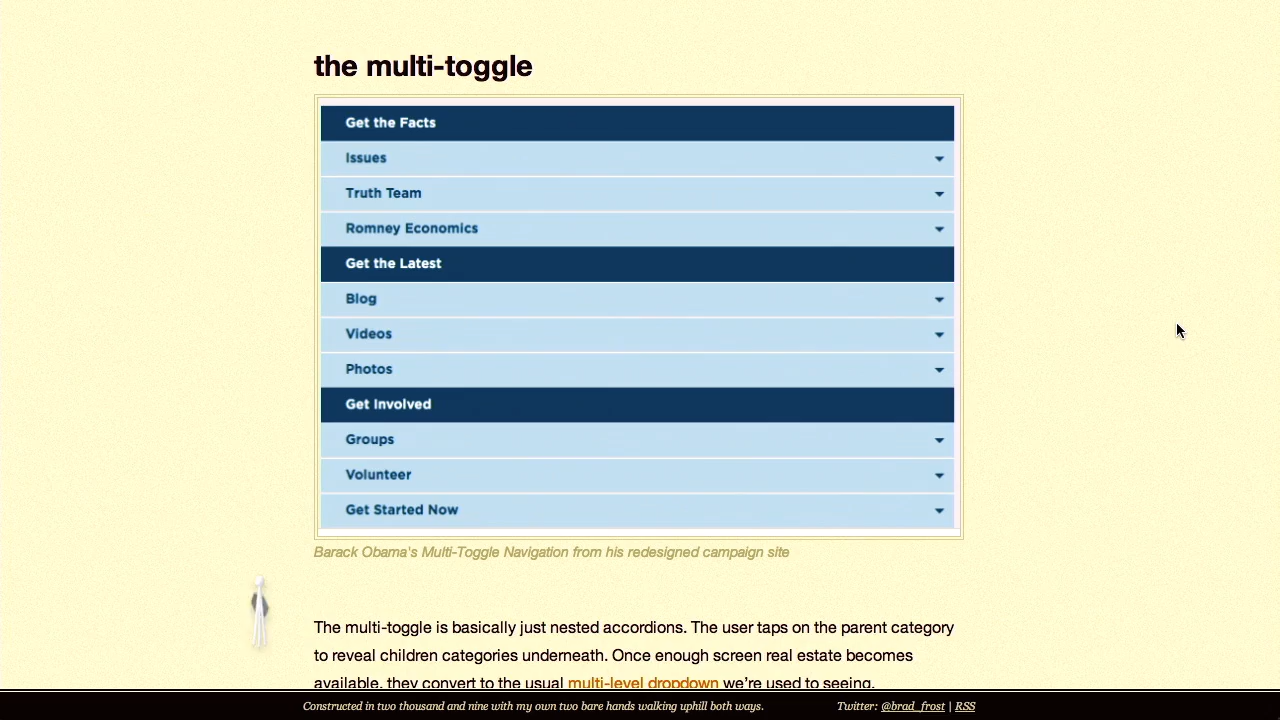 the multi-toggle
Get the Facts
Issues
Truth Team
Romney Economics
Get the Latest
Blog
Videos
Photos
Get Involved
Groups
Volunteer
Get Started Now
Barack Obama's Multi-Toggle Navigation from his redesigned campaign site
The multi-toggle is basically just nested accordions. The user taps on the parent category
to reveal children categories underneath. Once enough screen real estate becomes
available, they convert to the usual multi-level dropdown we’re used to seeing.
Constructed in two thousand and nine with my own two bare hands walking uphill both ways.
Twitter: @brad_frost | RSS